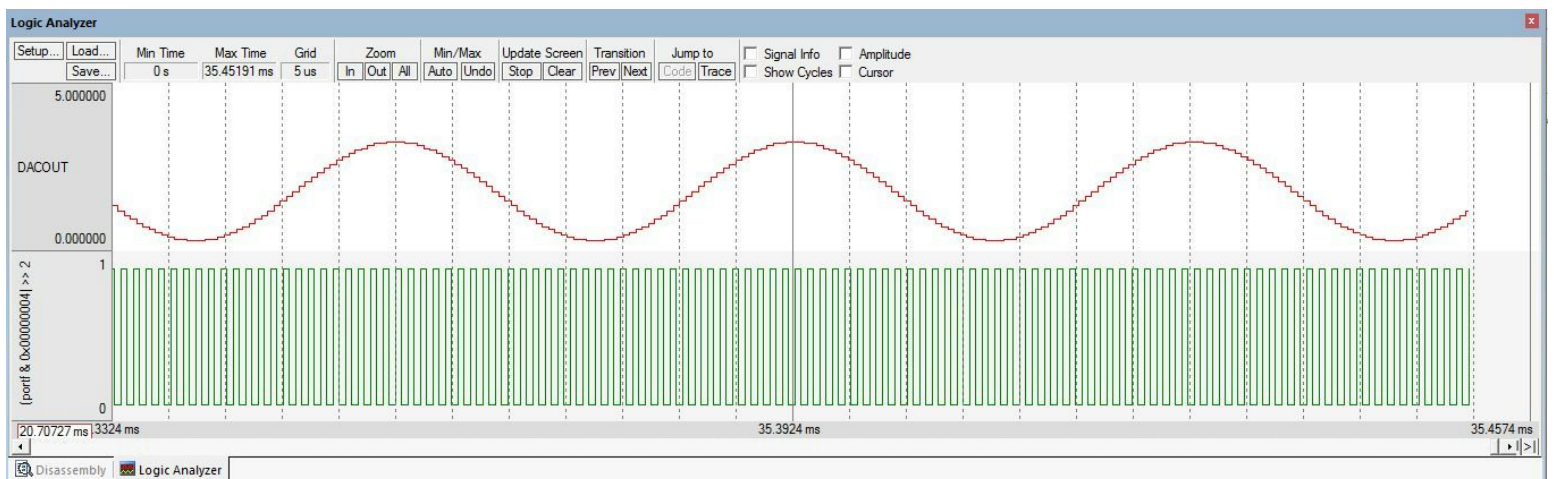 Logic Analyzer
Setup... Load... Min Time Max Time Grid Zoom Min/Max Update Screen Transition Jump to Signal Info Amplitude
Save... 0 s 35.45191 ms 5 us In Out All Auto Undo Stop Clear Prev Next Code Trace Show Cycles Cursor
5.000000
DACOUT
0.000000
1
(portf & 0x00000004) >> 2
0
20.70727 ms .3324 ms 35.3924 ms 35.4574 ms
Disassembly Logic Analyzer